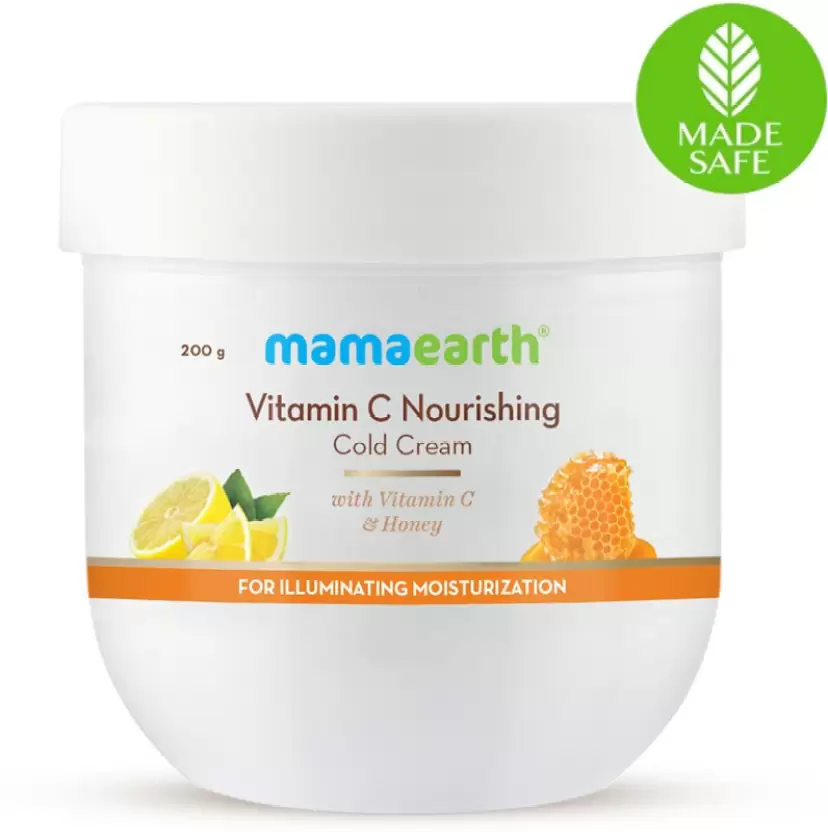 MADE
SAFE
200 g
mamaearth®
Vitamin C Nourishing
Cold Cream
with Vitamin C
& Honey
FOR ILLUMINATING MOISTURIZATION